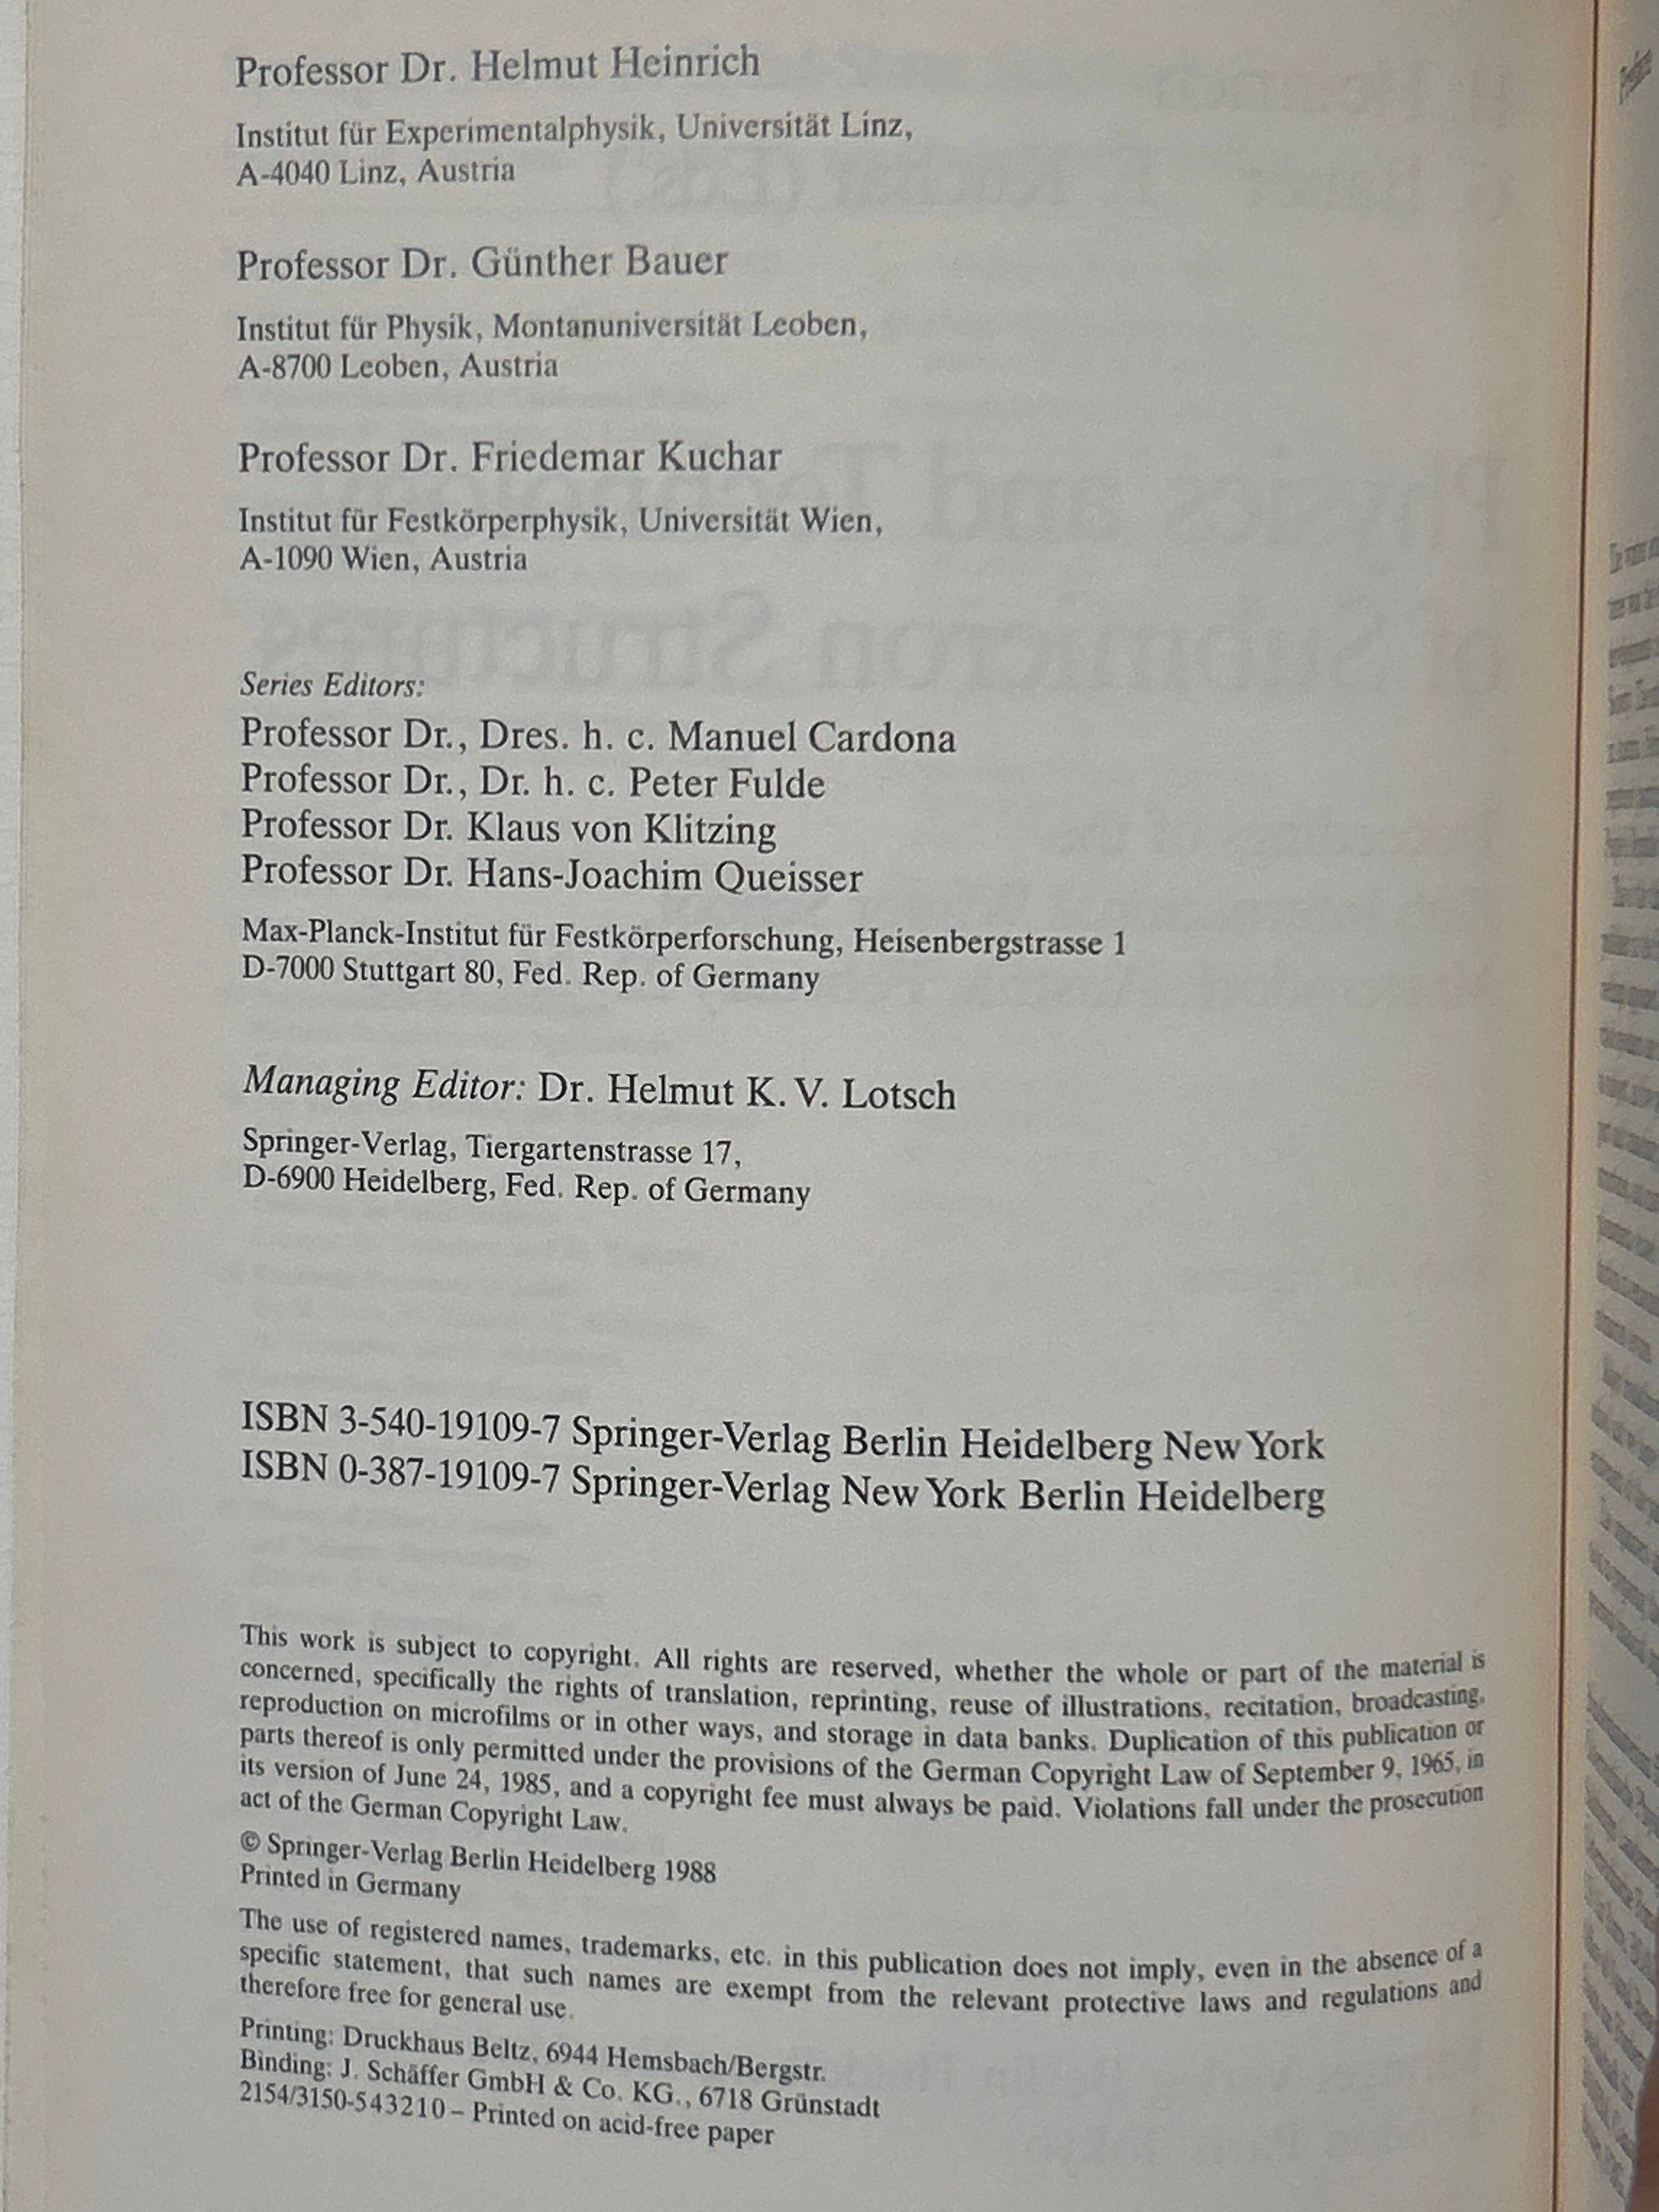 Professor Dr. Helmut Heinrich
Institut für Experimentalphysik, Universität Linz,
A-4040 Linz, Austria
Professor Dr. Günther Bauer
Institut für Physik, Montanuniversität Leoben,
A-8700 Leoben, Austria
Professor Dr. Friedemar Kuchar
Institut für Festkörperphysik, Universität Wien,
A-1090 Wien, Austria
Series Editors:
Professor Dr., Dres. h. c. Manuel Cardona
Professor Dr., Dr. h. c. Peter Fulde
Professor Dr. Klaus von Klitzing
Professor Dr. Hans-Joachim Queisser
Max-Planck-Institut für Festkörperforschung, Heisenbergstrasse 1
D-7000 Stuttgart 80, Fed. Rep. of Germany
Managing Editor: Dr. Helmut K. V. Lotsch
Springer-Verlag, Tiergartenstrasse 17,
D-6900 Heidelberg, Fed. Rep. of Germany
ISBN 3-540-19109-7 Springer-Verlag Berlin Heidelberg New York
ISBN 0-387-19109-7 Springer-Verlag New York Berlin Heidelberg
This work is subject to copyright. All rights are reserved, whether the whole or part of the material is
concerned, specifically the rights of translation, reprinting, reuse of illustrations, recitation, broadcasting,
reproduction on microfilms or in other ways, and storage in data banks. Duplication of this publication or
parts thereof is only permitted under the provisions of the German Copyright Law of September 9, 1965, in
its version of June 24, 1985, and a copyright fee must always be paid. Violations fall under the prosecution
act of the German Copyright Law.
© Springer-Verlag Berlin Heidelberg 1988
Printed in Germany
The use of registered names, trademarks, etc. in this publication does not imply, even in the absence of a
specific statement, that such names are exempt from the relevant protective laws and regulations and
therefore free for general use.
Printing: Druckhaus Beltz, 6944 Hemsbach/Bergstr.
Binding: J. Schäffer GmbH & Co. KG., 6718 Grünstadt
2154/3150-543210 – Printed on acid-free paper